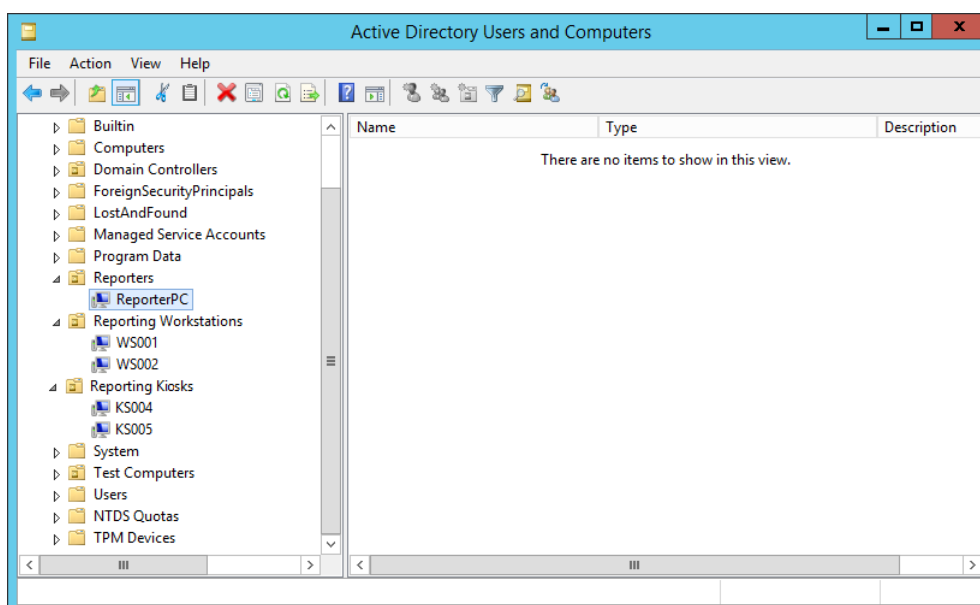 Active Directory Users and Computers
File Action View Help
Builtin
Computers
Domain Controllers
ForeignSecurityPrincipals
LostAndFound
Managed Service Accounts
Program Data
Reporters
ReporterPC
Reporting Workstations
WS001
WS002
Reporting Kiosks
KS004
KS005
System
Test Computers
Users
NTDS Quotas
TPM Devices
Name Type Description
There are no items to show in this view.